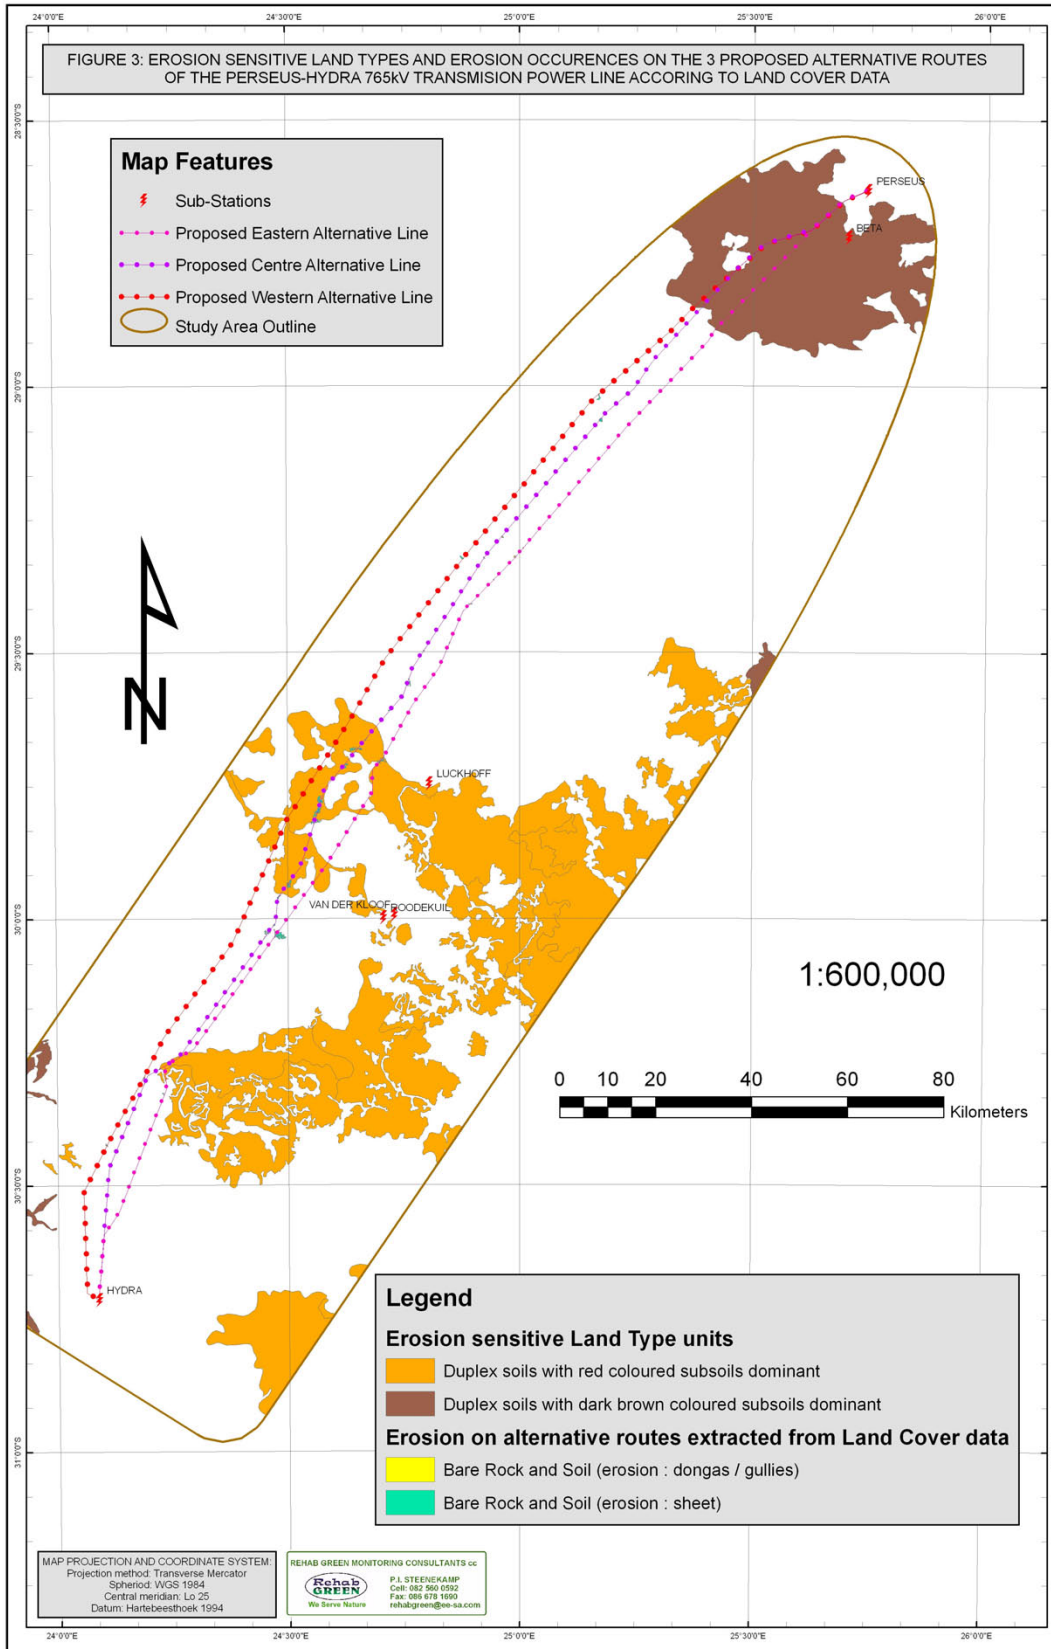 24°0'0"E 24°30'0"E 25°0'0"E 25°30'0"E 26°0'0"E
FIGURE 3: EROSION SENSITIVE LAND TYPES AND EROSION OCCURENCES ON THE 3 PROPOSED ALTERNATIVE ROUTES
OF THE PERSEUS-HYDRA 765kV TRANSMISION POWER LINE ACCORING TO LAND COVER DATA
28°30'0"S
Map Features
Sub-Stations
Proposed Eastern Alternative Line
Proposed Centre Alternative Line
Proposed Western Alternative Line
Study Area Outline
PERSEUS
BETA
29°0'0"S
N
29°30'0"S
LUCKHOFF
VAN DER KLOOF
ROODEKUIL
30°0'0"S
1:600,000
0 10 20 40 60 80
Kilometers
30°30'0"S
HYDRA
Legend
Erosion sensitive Land Type units
Duplex soils with red coloured subsoils dominant
Duplex soils with dark brown coloured subsoils dominant
Erosion on alternative routes extracted from Land Cover data
Bare Rock and Soil (erosion : dongas / gullies)
Bare Rock and Soil (erosion : sheet)
31°0'0"S
MAP PROJECTION AND COORDINATE SYSTEM:
Projection method: Transverse Mercator
Spheriod: WGS 1984
Central meridian: Lo 25
Datum: Hartebeesthoek 1994
REHAB GREEN MONITORING CONSULTANTS cc
Rehab
GREEN
We Serve Nature
P.I. STEENEKAMP
Cell: 082 560 0592
Fax: 086 678 1690
rehabgreen@ee-sa.com
24°0'0"E 24°30'0"E 25°0'0"E 25°30'0"E 26°0'0"E